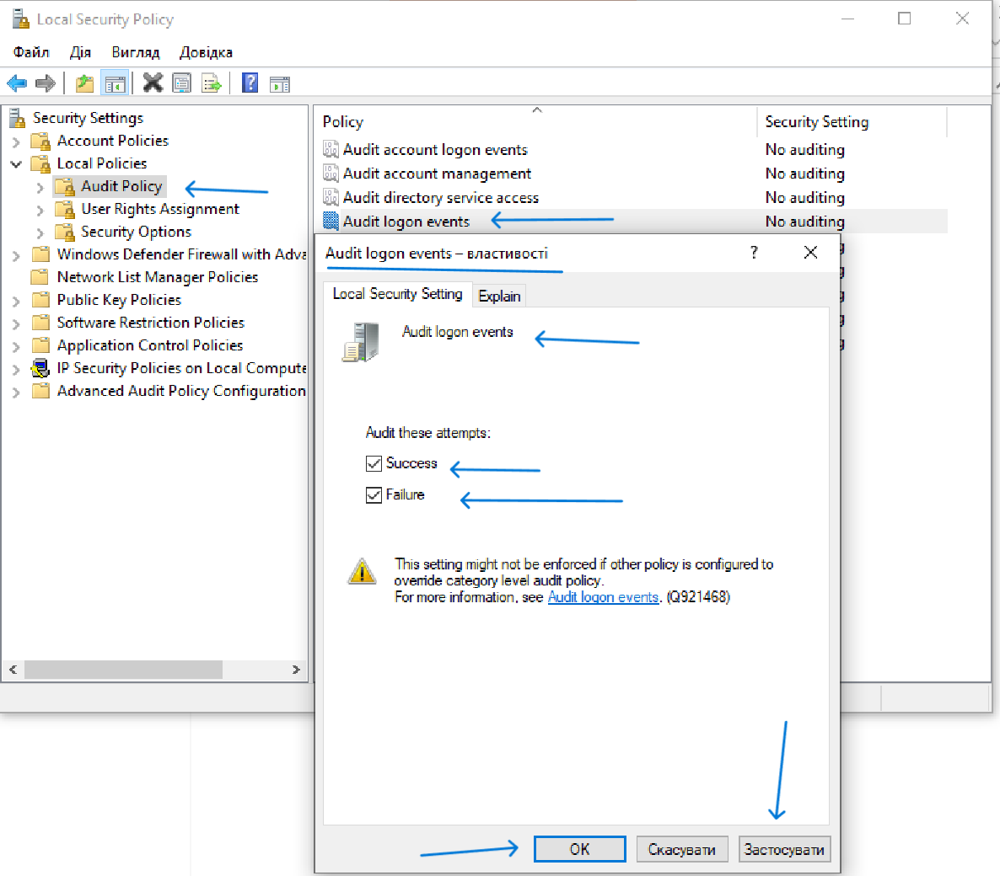 Local Security Policy
Файл Дія Вигляд Довідка
Security Settings
Account Policies
Local Policies
Audit Policy
User Rights Assignment
Security Options
Windows Defender Firewall with Adva
Network List Manager Policies
Public Key Policies
Software Restriction Policies
Application Control Policies
IP Security Policies on Local Compute
Advanced Audit Policy Configuration
Policy Security Setting
Audit account logon events No auditing
Audit account management No auditing
Audit directory service access No auditing
Audit logon events No auditing
Audit logon events – властивості ?
Local Security Setting Explain
Audit logon events
Audit these attempts:
Success
Failure
This setting might not be enforced if other policy is configured to
override category level audit policy.
For more information, see Audit logon events. (Q921468)
OK Скасувати Застосувати